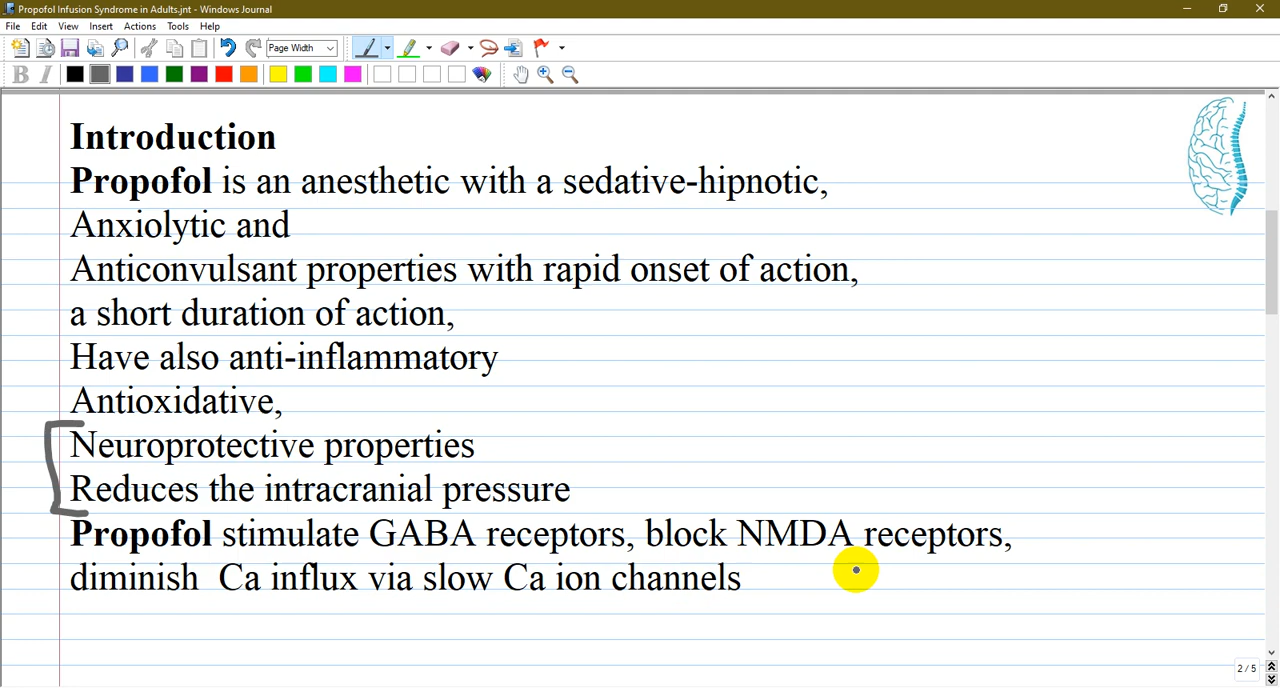 Propofol Infusion Syndrome in Adults.jnt - Windows Journal
File Edit View Insert Actions Tools Help
Page Width
B I
Introduction
Propofol is an anesthetic with a sedative-hipnotic,
Anxiolytic and
Anticonvulsant properties with rapid onset of action,
a short duration of action,
Have also anti-inflammatory
Antioxidative,
Neuroprotective properties
Reduces the intracranial pressure
Propofol stimulate GABA receptors, block NMDA receptors,
diminish Ca influx via slow Ca ion channels
2 / 5